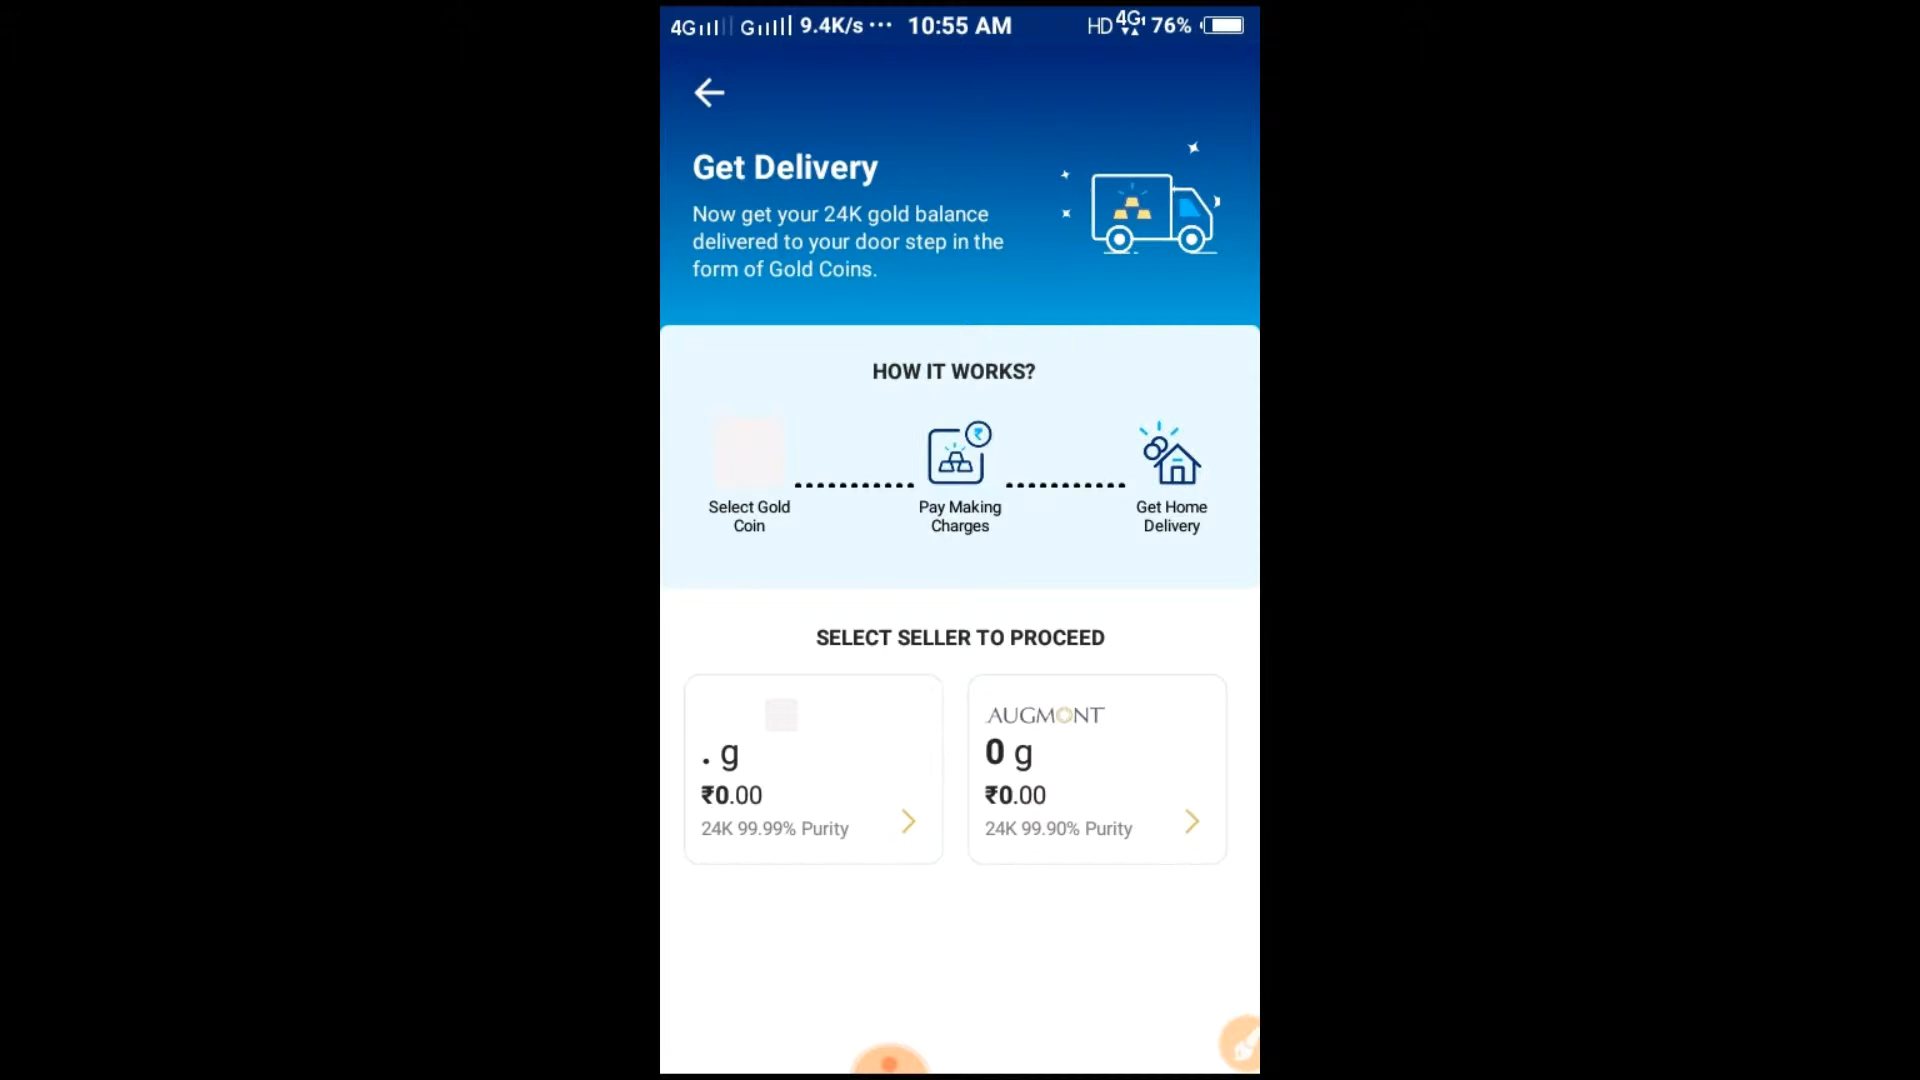 4G G 9.4K/s ··· 10:55 AM HD 4G 76%
Get Delivery
Now get your 24K gold balance
delivered to your door step in the
form of Gold Coins.
HOW IT WORKS?
₹
Select Gold
Coin
Pay Making
Charges
Get Home
Delivery
SELECT SELLER TO PROCEED
. g
₹0.00
24K 99.99% Purity
AUGMONT
0 g
₹0.00
24K 99.90% Purity